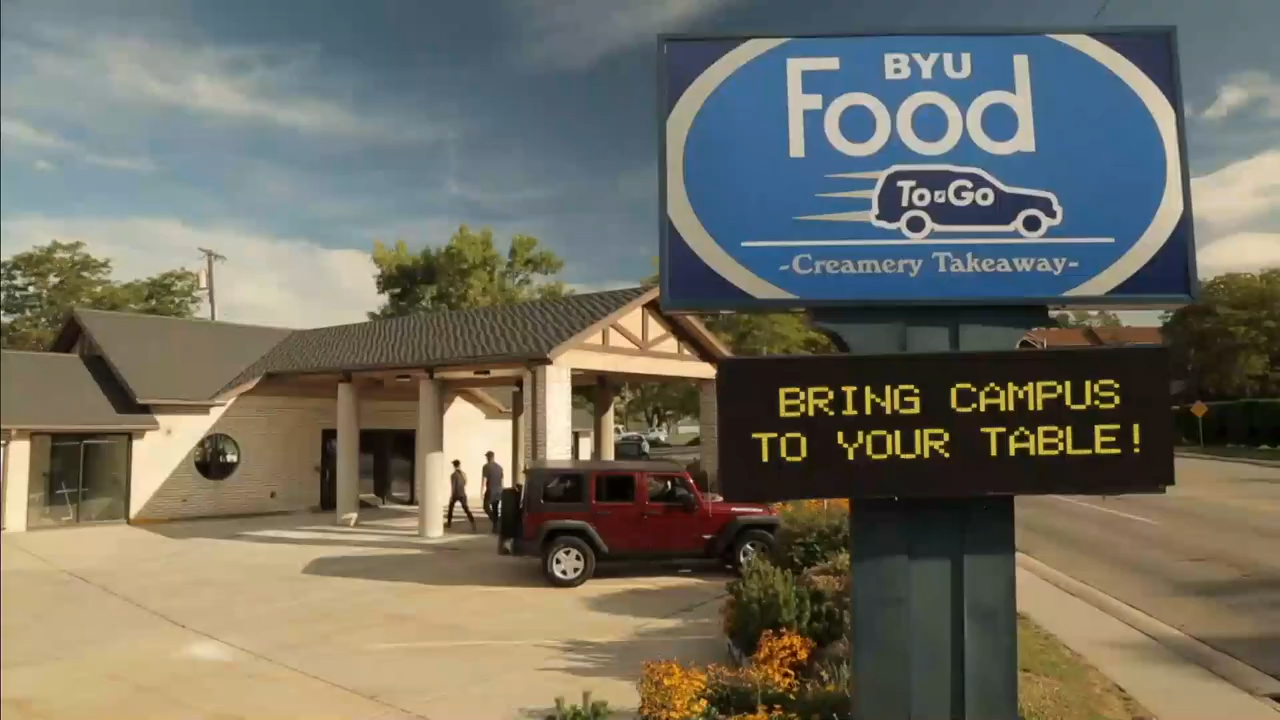 BYU
Food
To Go
-Creamery Takeaway-
BRING CAMPUS
TO YOUR TABLE!